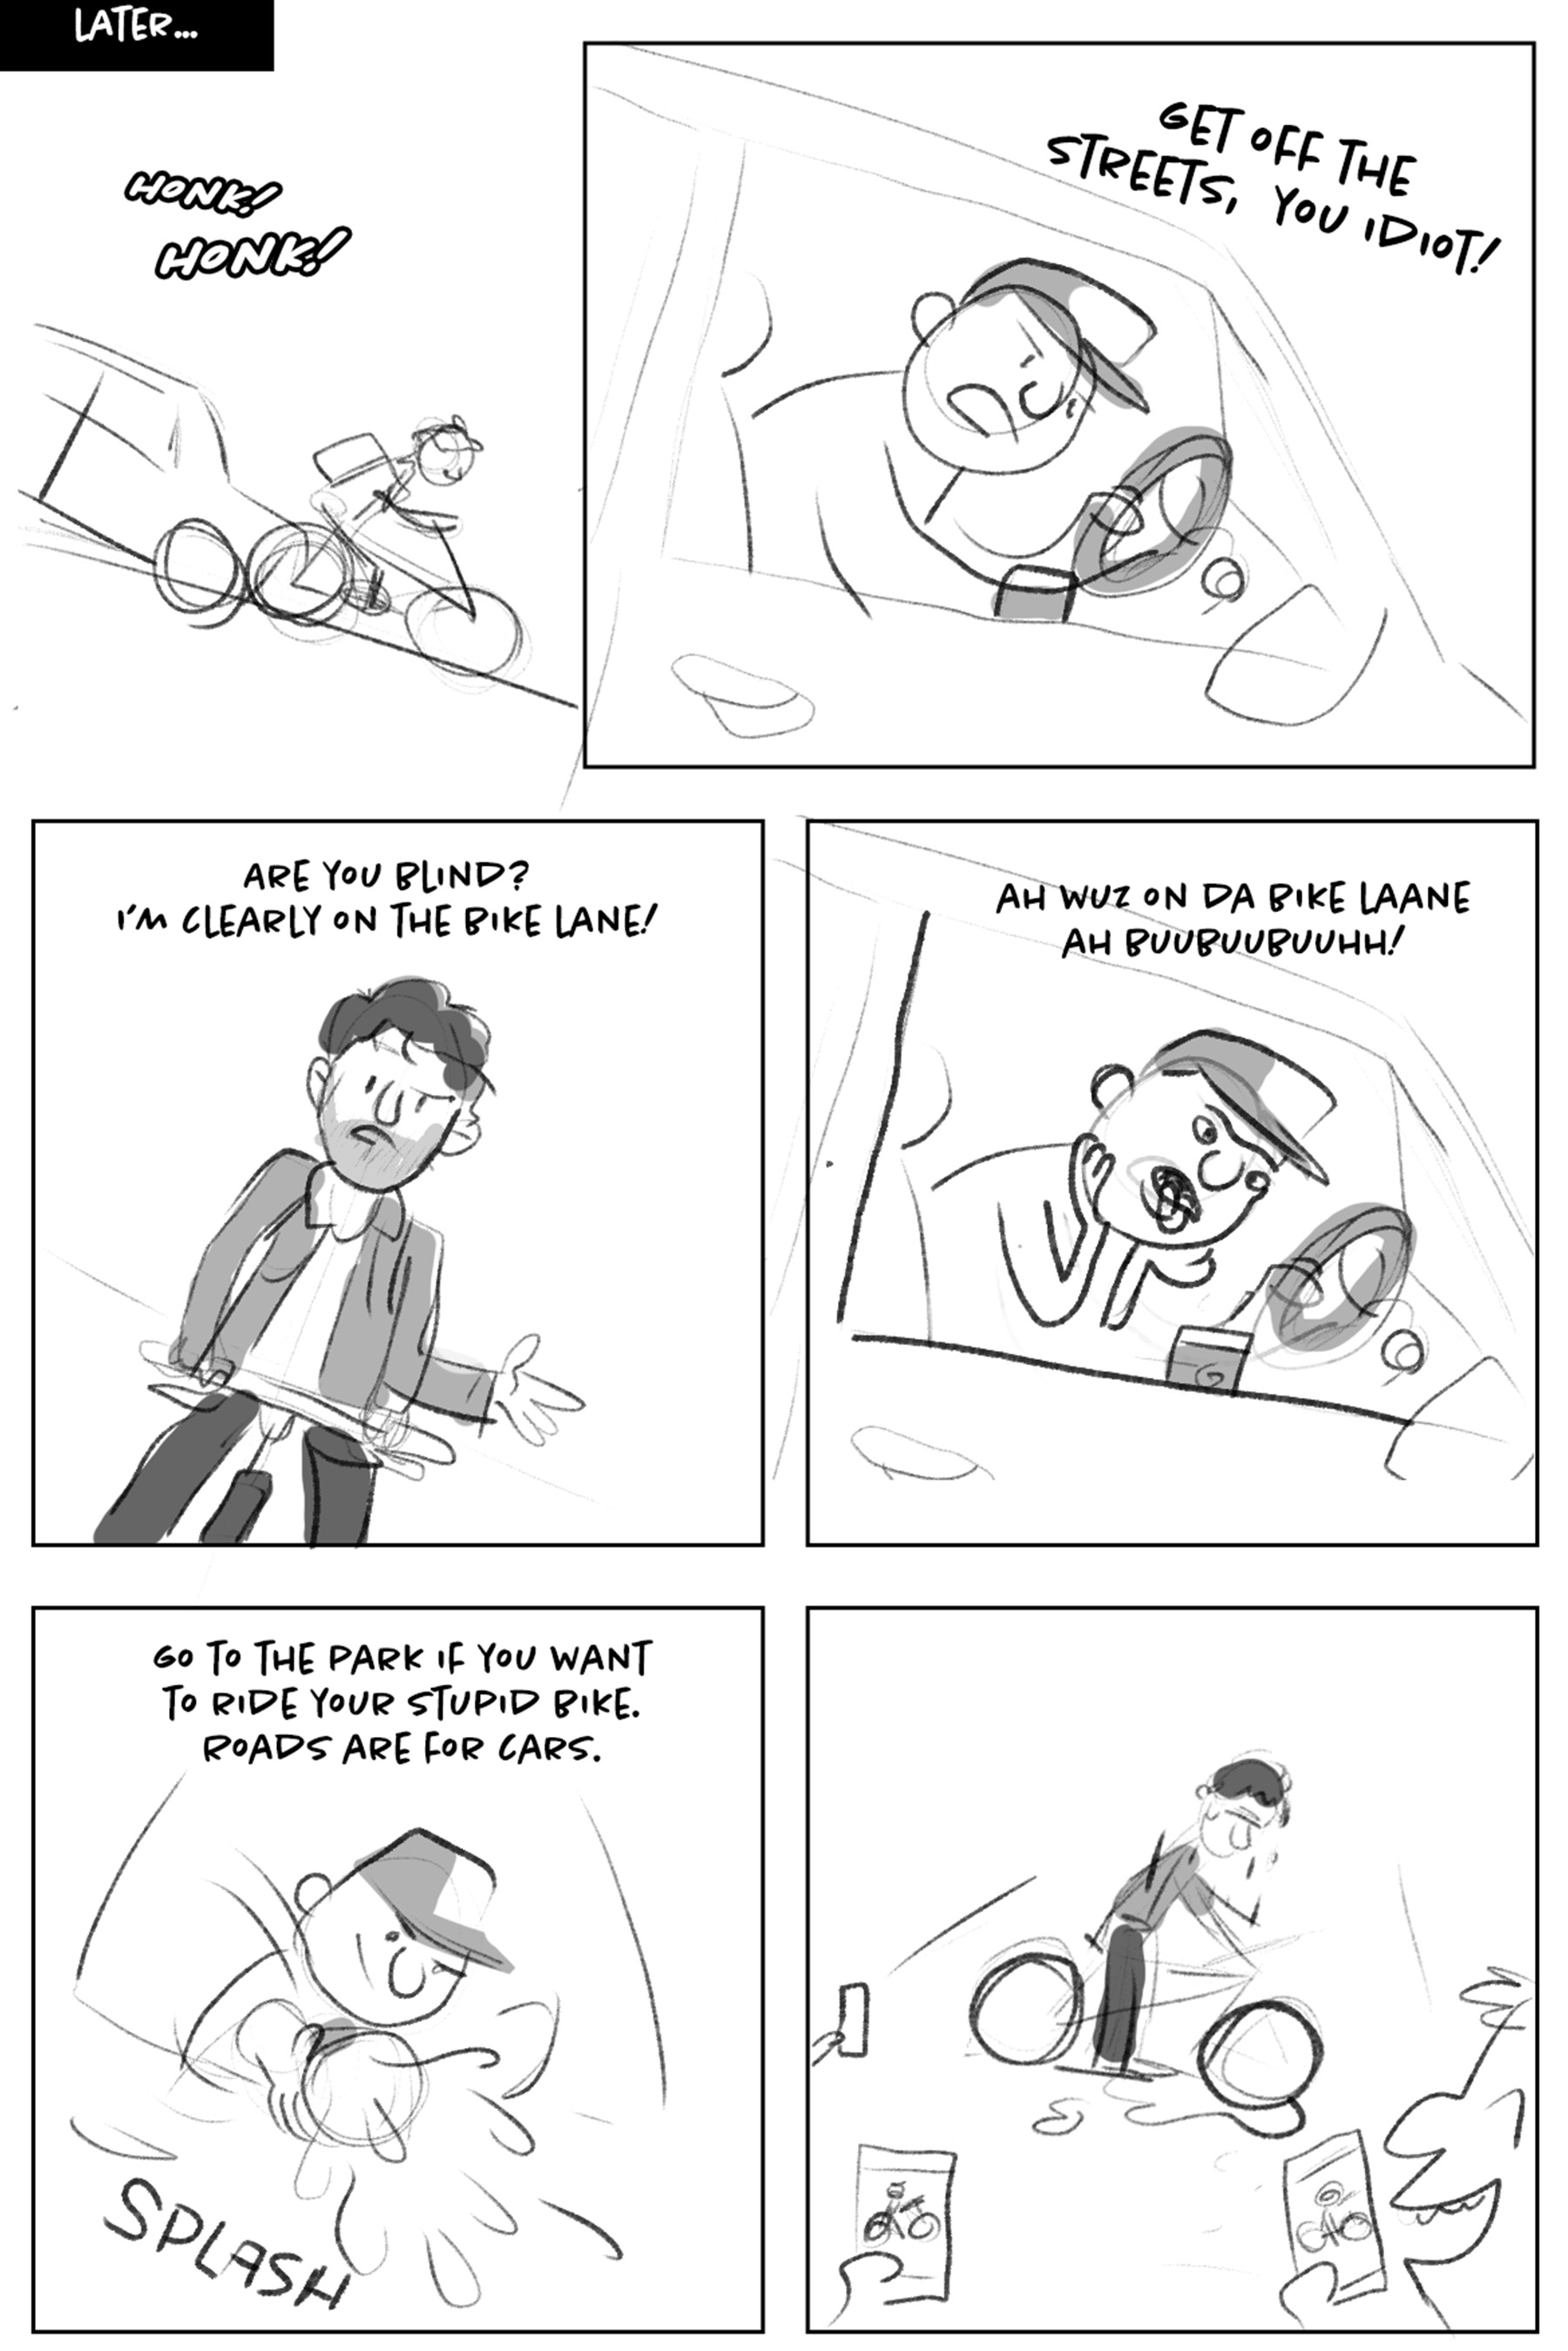 LATER...
HONK!
HONK!
GET OFF THE
STREETS, YOU IDIOT!
ARE YOU BLIND?
I'M CLEARLY ON THE BIKE LANE!
AH WUZ ON DA BIKE LAANE
AH BUUBUUBUUHH!
GO TO THE PARK IF YOU WANT
TO RIDE YOUR STUPID BIKE.
ROADS ARE FOR CARS.
SPLASH